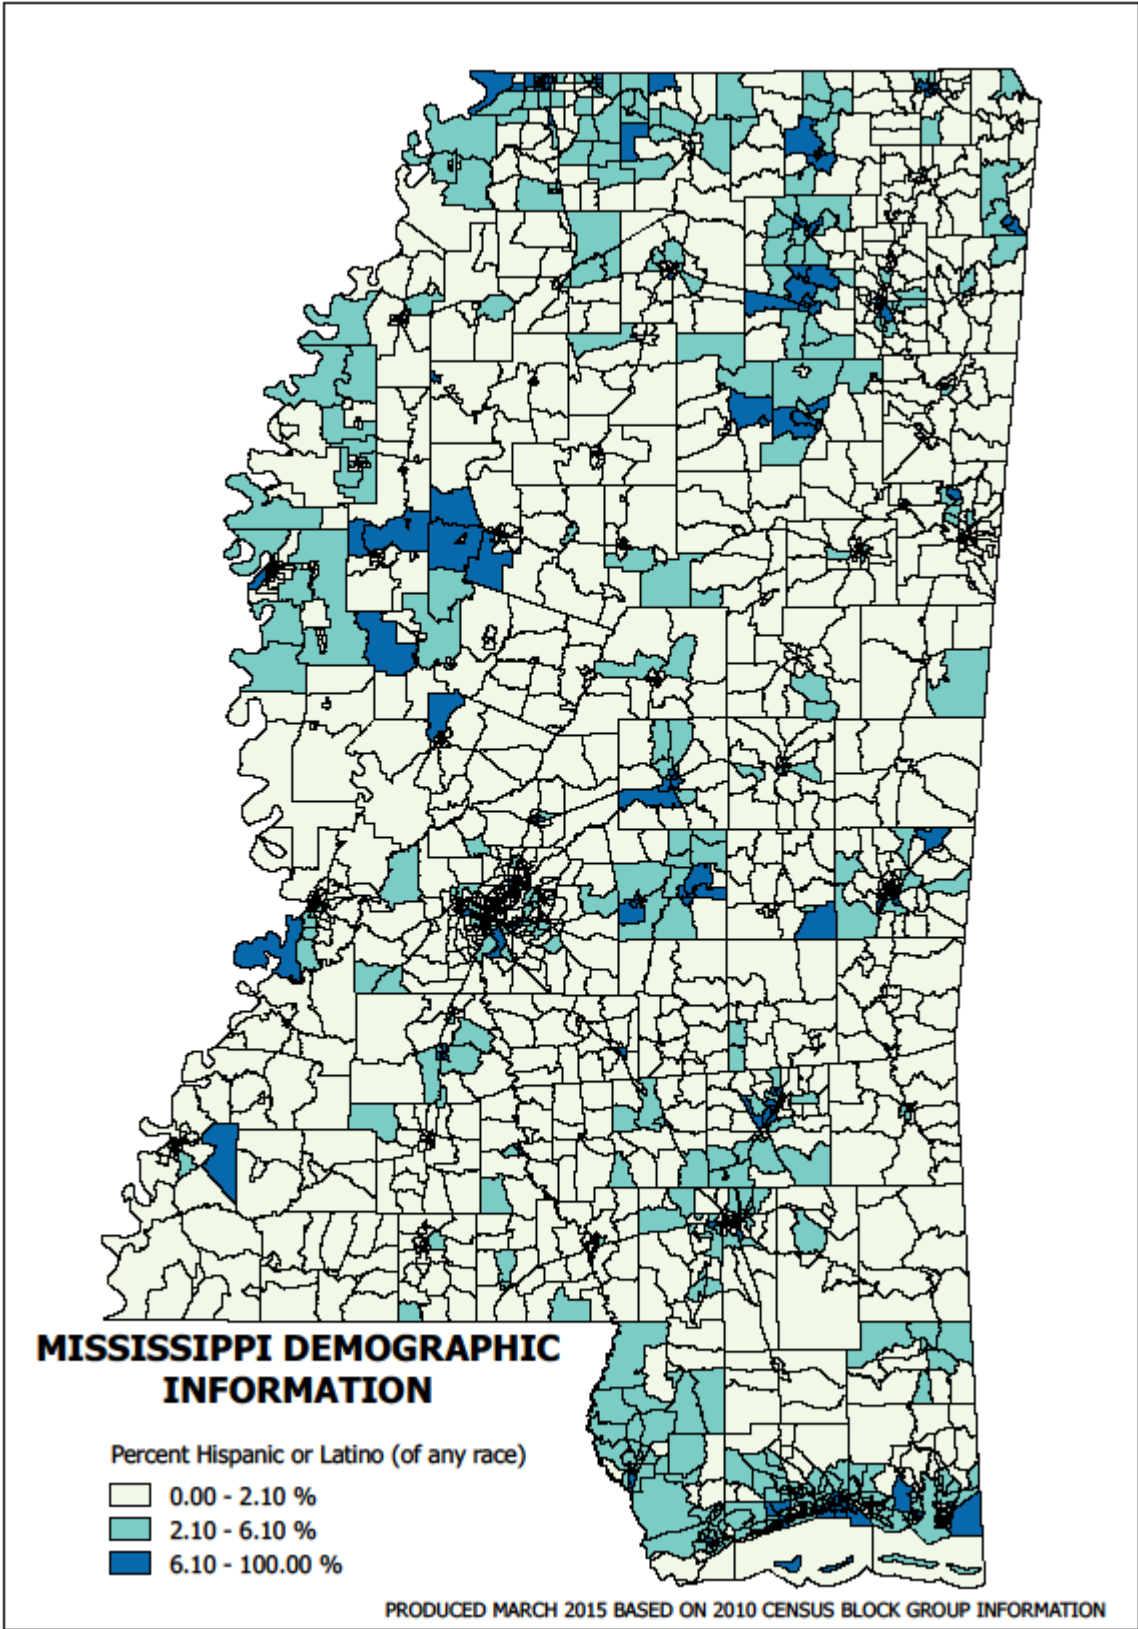 MISSISSIPPI DEMOGRAPHIC
INFORMATION
Percent Hispanic or Latino (of any race)
0.00 - 2.10 %
2.10 - 6.10 %
6.10 - 100.00 %
PRODUCED MARCH 2015 BASED ON 2010 CENSUS BLOCK GROUP INFORMATION